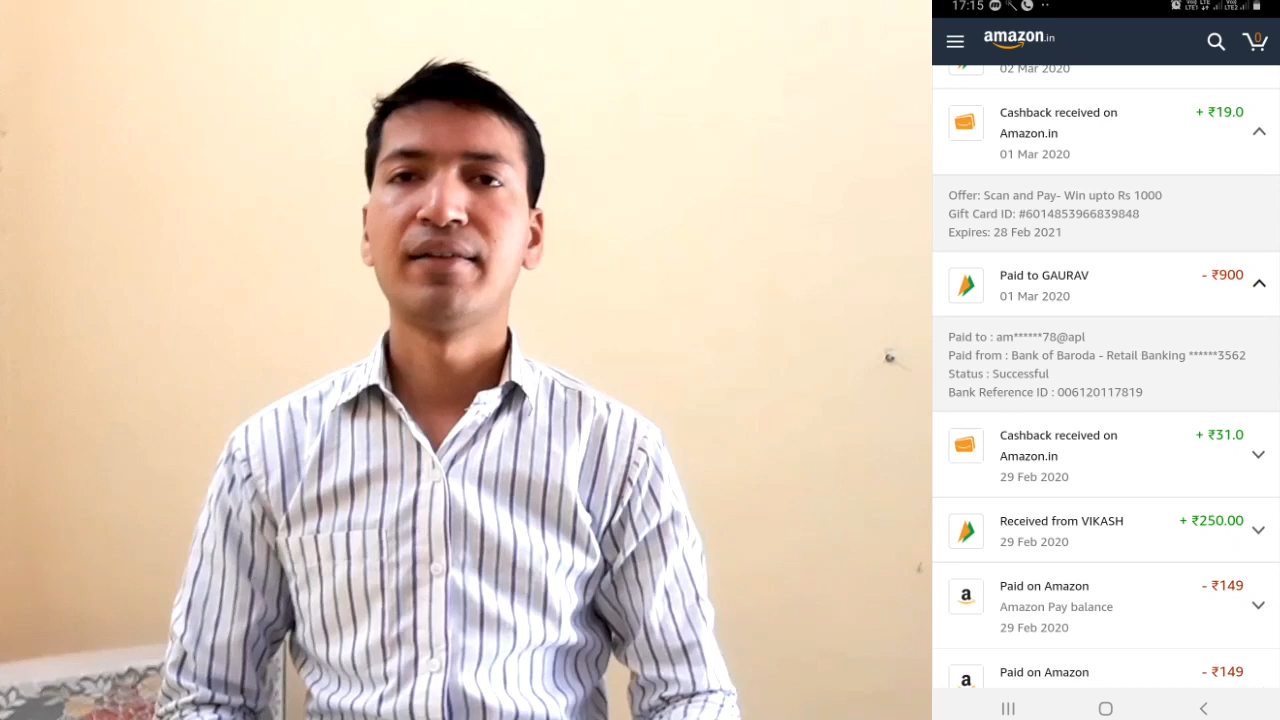 17:15
amazon.in
0
02 Mar 2020
Cashback received on
Amazon.in
+ ₹19.0
01 Mar 2020
Offer: Scan and Pay- Win upto Rs 1000
Gift Card ID: #6014853966839848
Expires: 28 Feb 2021
Paid to GAURAV
- ₹900
01 Mar 2020
Paid to : am******78@apl
Paid from : Bank of Baroda - Retail Banking ******3562
Status : Successful
Bank Reference ID : 006120117819
Cashback received on
Amazon.in
+ ₹31.0
29 Feb 2020
Received from VIKASH
+ ₹250.00
29 Feb 2020
a
Paid on Amazon
- ₹149
Amazon Pay balance
29 Feb 2020
a
Paid on Amazon
- ₹149